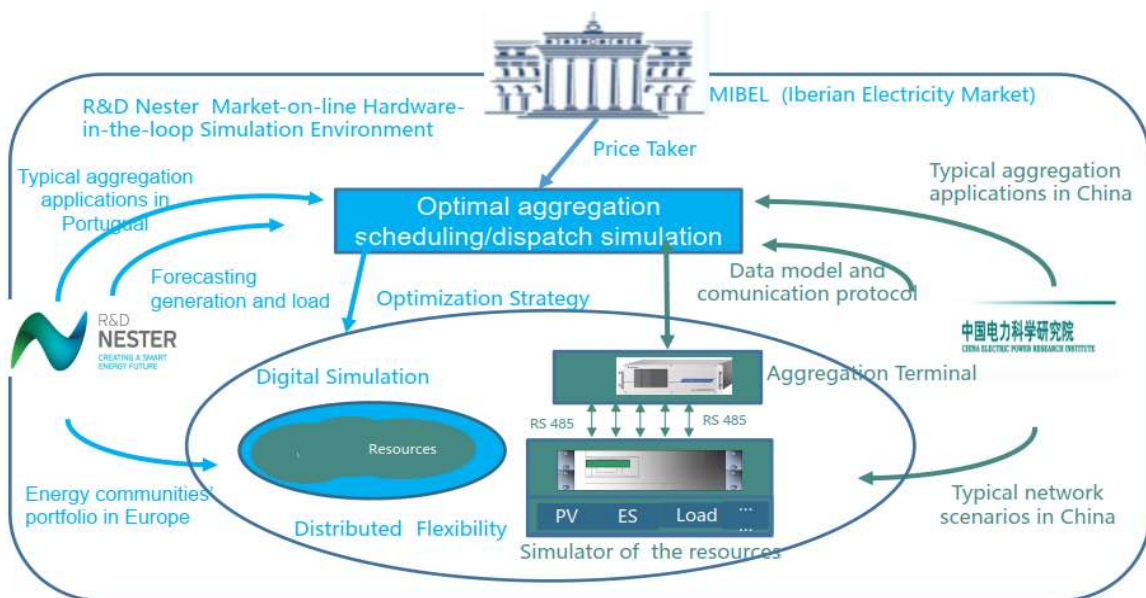 R&D Nester Market-on-line Hardware-
in-the-loop Simulation Environment
MIBEL (Iberian Electricity Market)
Price Taker
Typical aggregation
applications in
Portugual
Typical aggregation
applications in China
Optimal aggregation
scheduling/dispatch simulation
Forecasting
generation and load
Data model and
comunication protocol
Optimization Strategy
R&D
NESTER
CREATING A SMART
ENERGY FUTURE
中国电力科学研究院
CHINA ELECTRIC POWER RESEARCH INSTITUTE
Digital Simulation
Aggregation Terminal
RS 485
RS 485
Resources
Energy communities'
portfolio in Europe
Distributed Flexibility
PV
ES
Load
...
...
Simulator of the resources
Typical network
scenarios in China